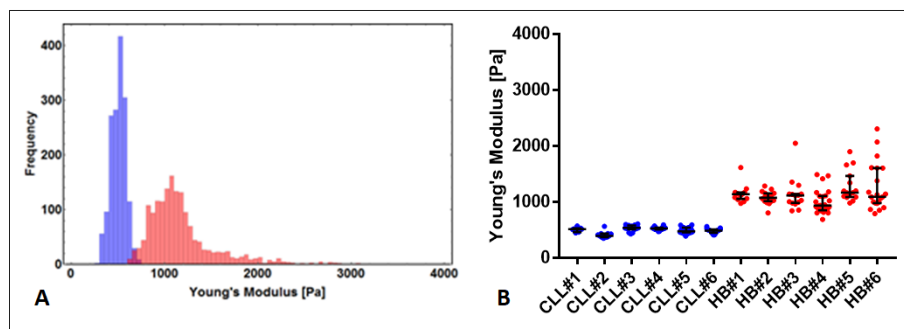 400
300
200
100
0
Frequency
0 1000 2000 3000 4000
Young's Modulus [Pa]
A
4000
3000
2000
1000
0
Young's Modulus [Pa]
CLL#1 CLL#2 CLL#3 CLL#4 CLL#5 CLL#6 HB#1 HB#2 HB#3 HB#4 HB#5 HB#6
B